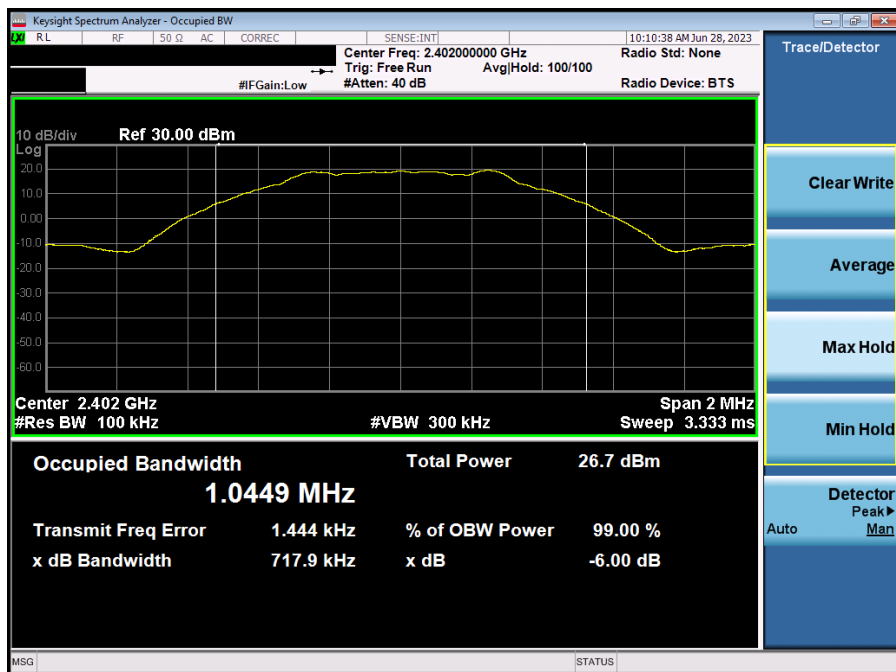 Keysight Spectrum Analyzer - Occupied BW
LXI RL RF 50 Ω AC CORREC SENSE:INT 10:10:38 AM Jun 28, 2023
Center Freq: 2.402000000 GHz Radio Std: None
Trig: Free Run Avg|Hold: 100/100
#IFGain:Low #Atten: 40 dB Radio Device: BTS
Trace/Detector
10 dB/div Ref 30.00 dBm
Log
20.0
10.0
0.00
-10.0
-20.0
-30.0
-40.0
-50.0
-60.0
Center 2.402 GHz Span 2 MHz
#Res BW 100 kHz #VBW 300 kHz Sweep 3.333 ms
Occupied Bandwidth Total Power 26.7 dBm
1.0449 MHz
Transmit Freq Error 1.444 kHz % of OBW Power 99.00 %
x dB Bandwidth 717.9 kHz x dB -6.00 dB
Clear Write
Average
Max Hold
Min Hold
Detector
Peak▶
Auto Man
MSG STATUS